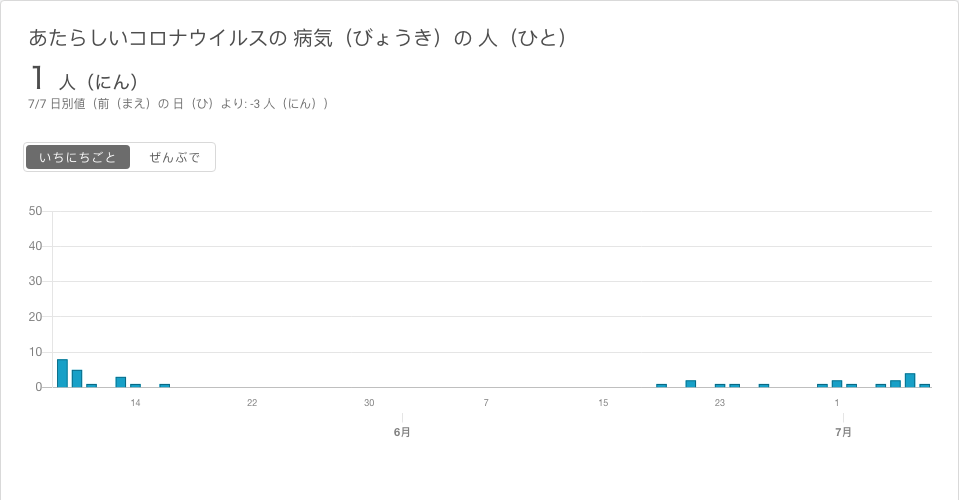 あたらしいコロナウイルスの 病気（びょうき）の 人（ひと）
1 人（にん）
7/7 日別値（前（まえ）の 日（ひ）より: -3 人（にん））
いちにちごと ぜんぶで
50
40
30
20
10
0
14 22 30 7 15 23 1
6月 7月